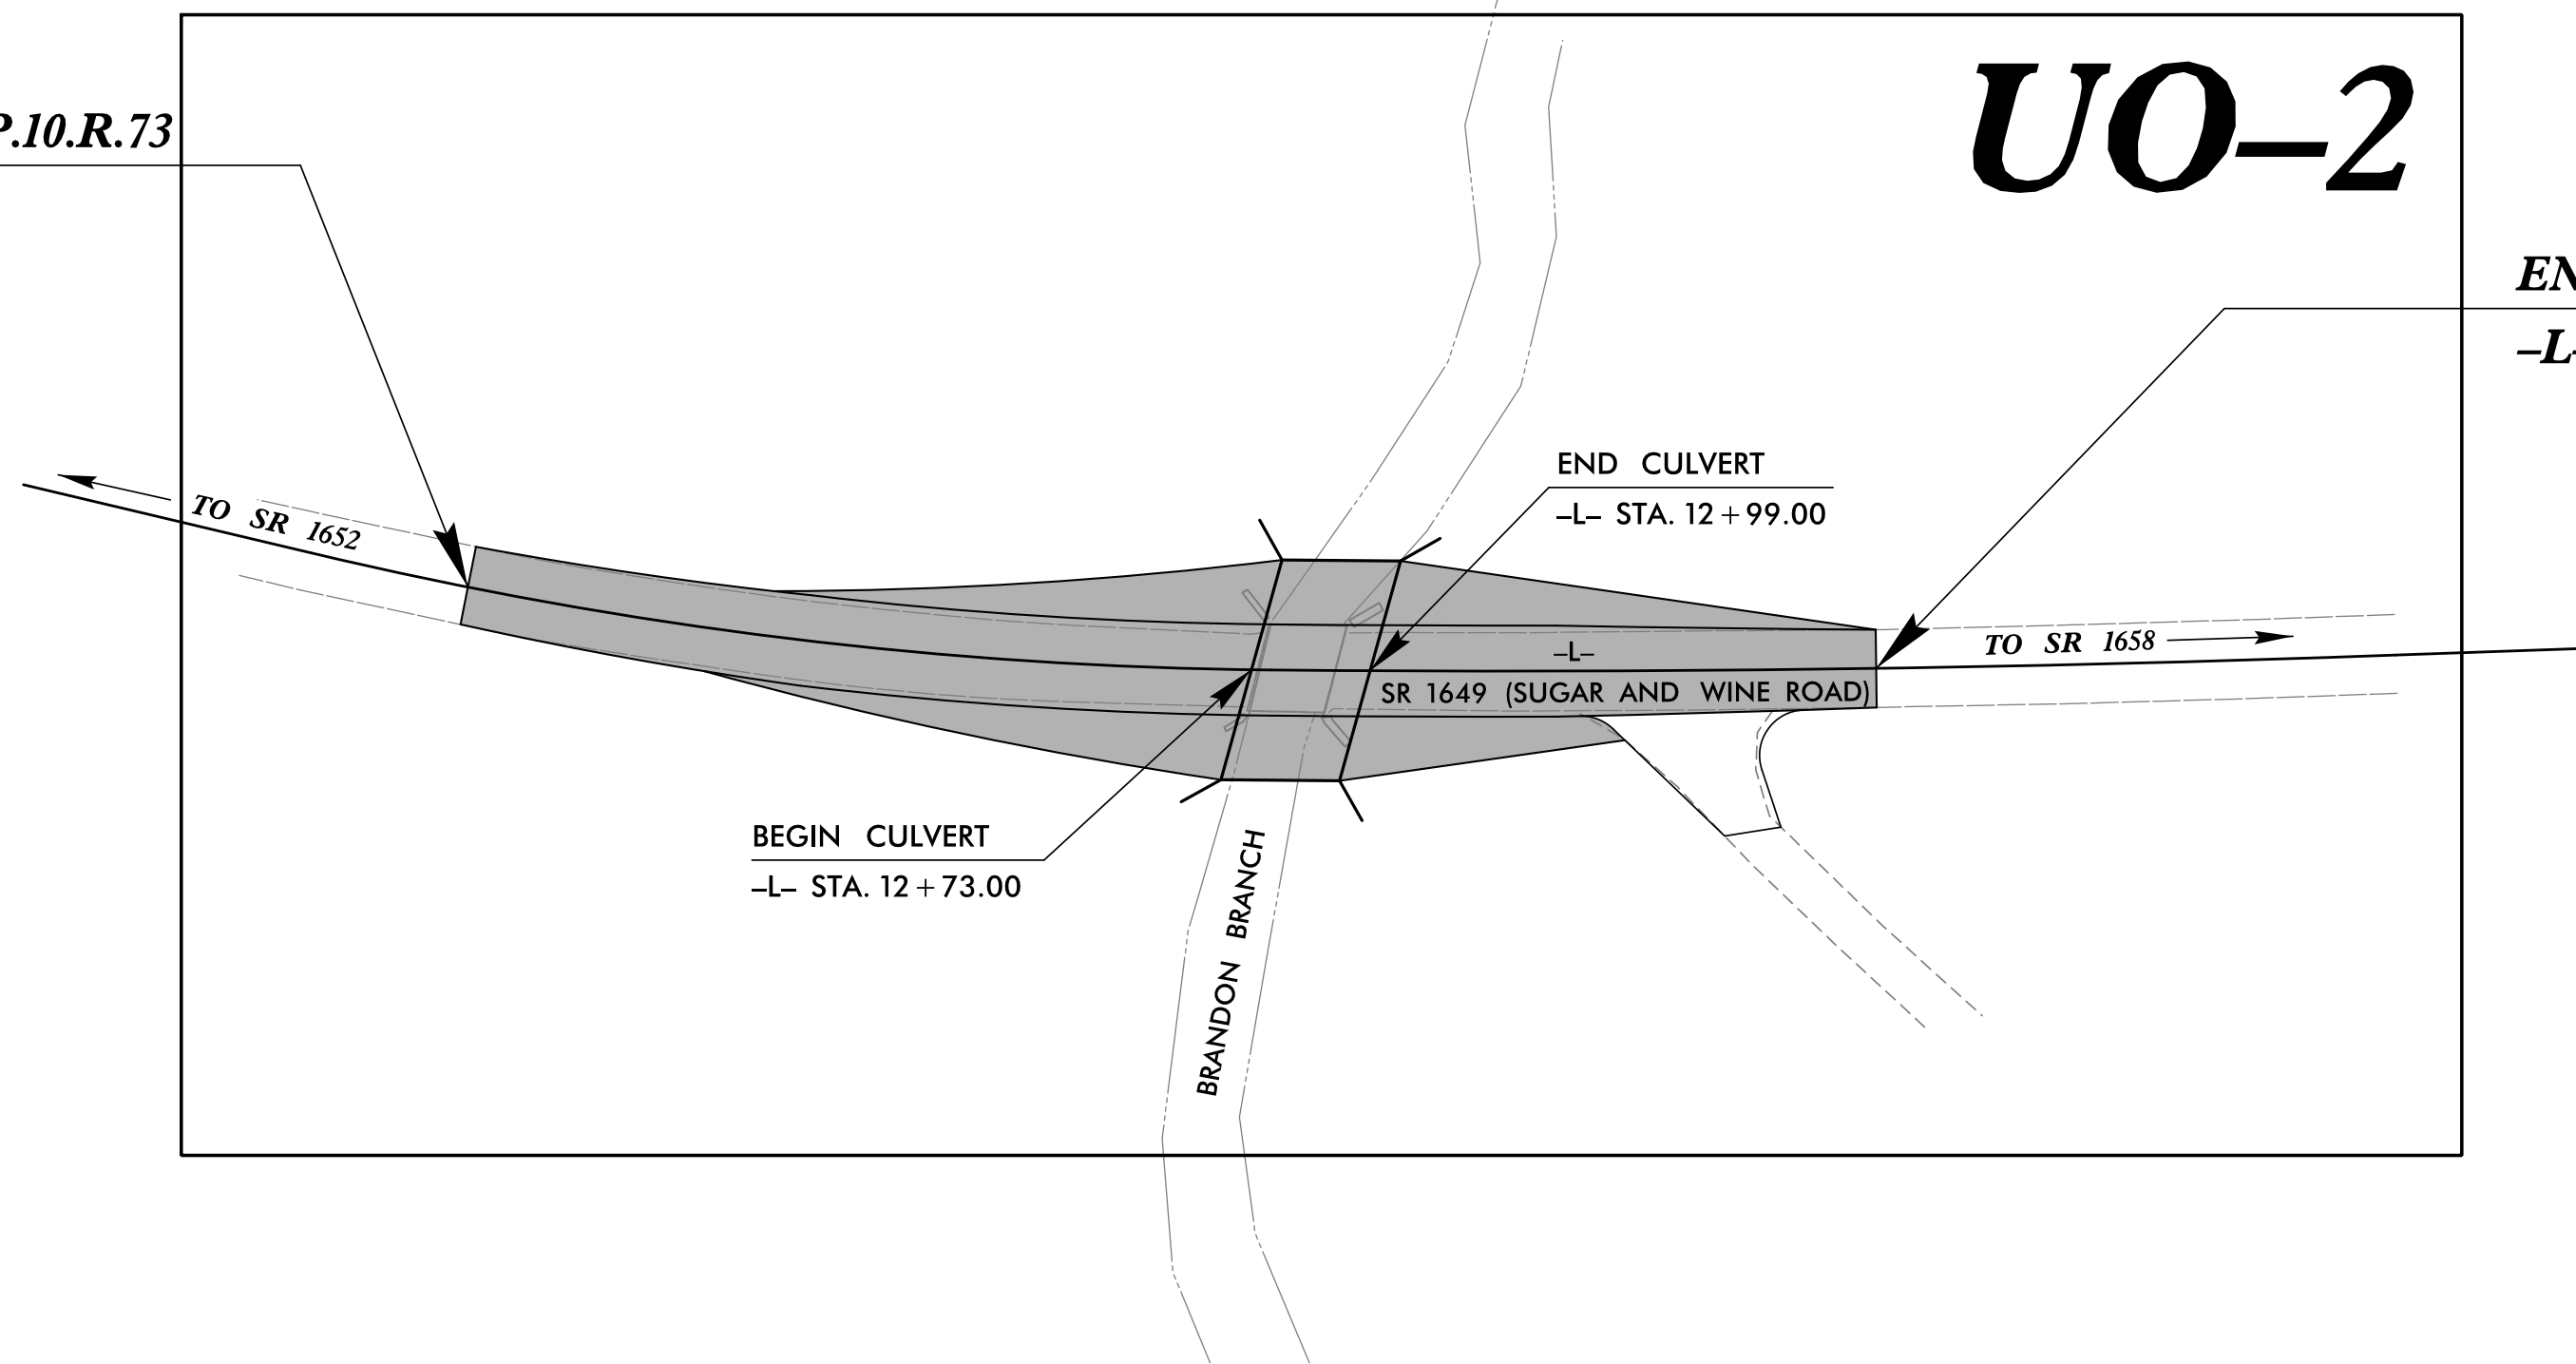 UO–2
P.10.R.73
EN
–L–
END CULVERT
–L– STA. 12+99.00
TO SR 1652
TO SR 1658
–L–
SR 1649 (SUGAR AND WINE ROAD)
BEGIN CULVERT
–L– STA. 12+73.00
BRANDON BRANCH